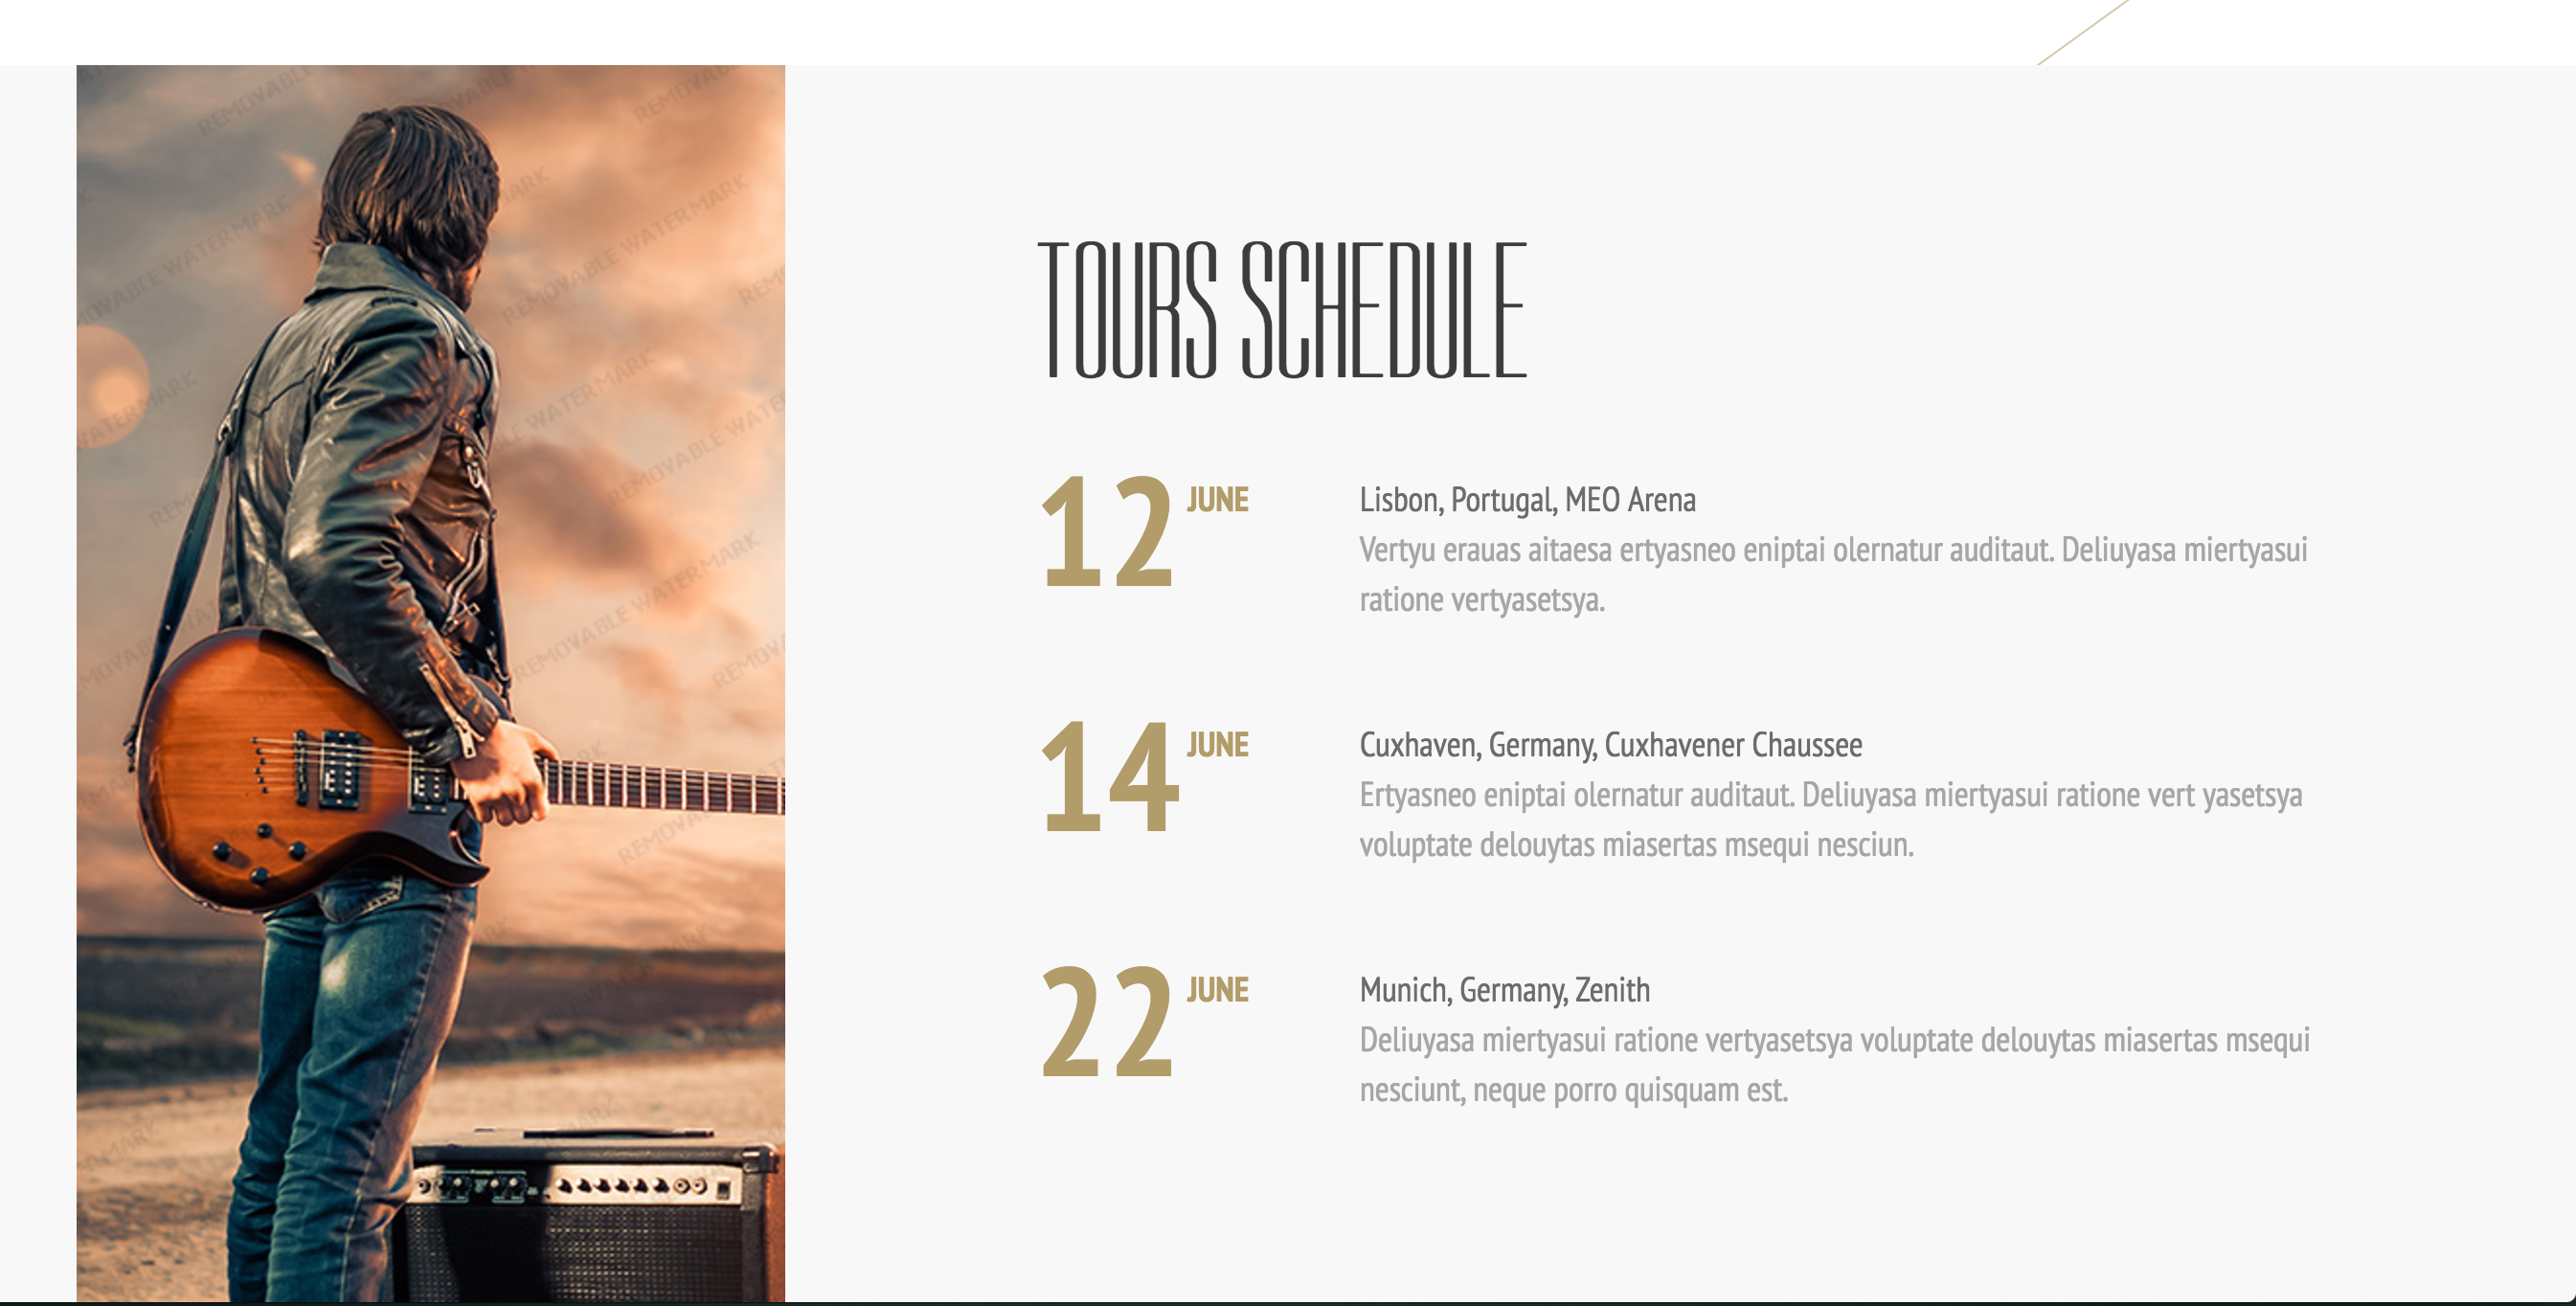 TOURS SCHEDULE
12 JUNE
Lisbon, Portugal, MEO Arena
Vertyu erauas aitaesa ertyasneo eniptai olernatur auditaut. Deliuyasa miertyasui
ratione vertyasetsya.
14 JUNE
Cuxhaven, Germany, Cuxhavener Chaussee
Ertyasneo eniptai olernatur auditaut. Deliuyasa miertyasui ratione vert yasetsya
voluptate delouytas miasertas msequi nesciun.
22 JUNE
Munich, Germany, Zenith
Deliuyasa miertyasui ratione vertyasetsya voluptate delouytas miasertas msequi
nesciunt, neque porro quisquam est.
REMOVABLE WATERMARK